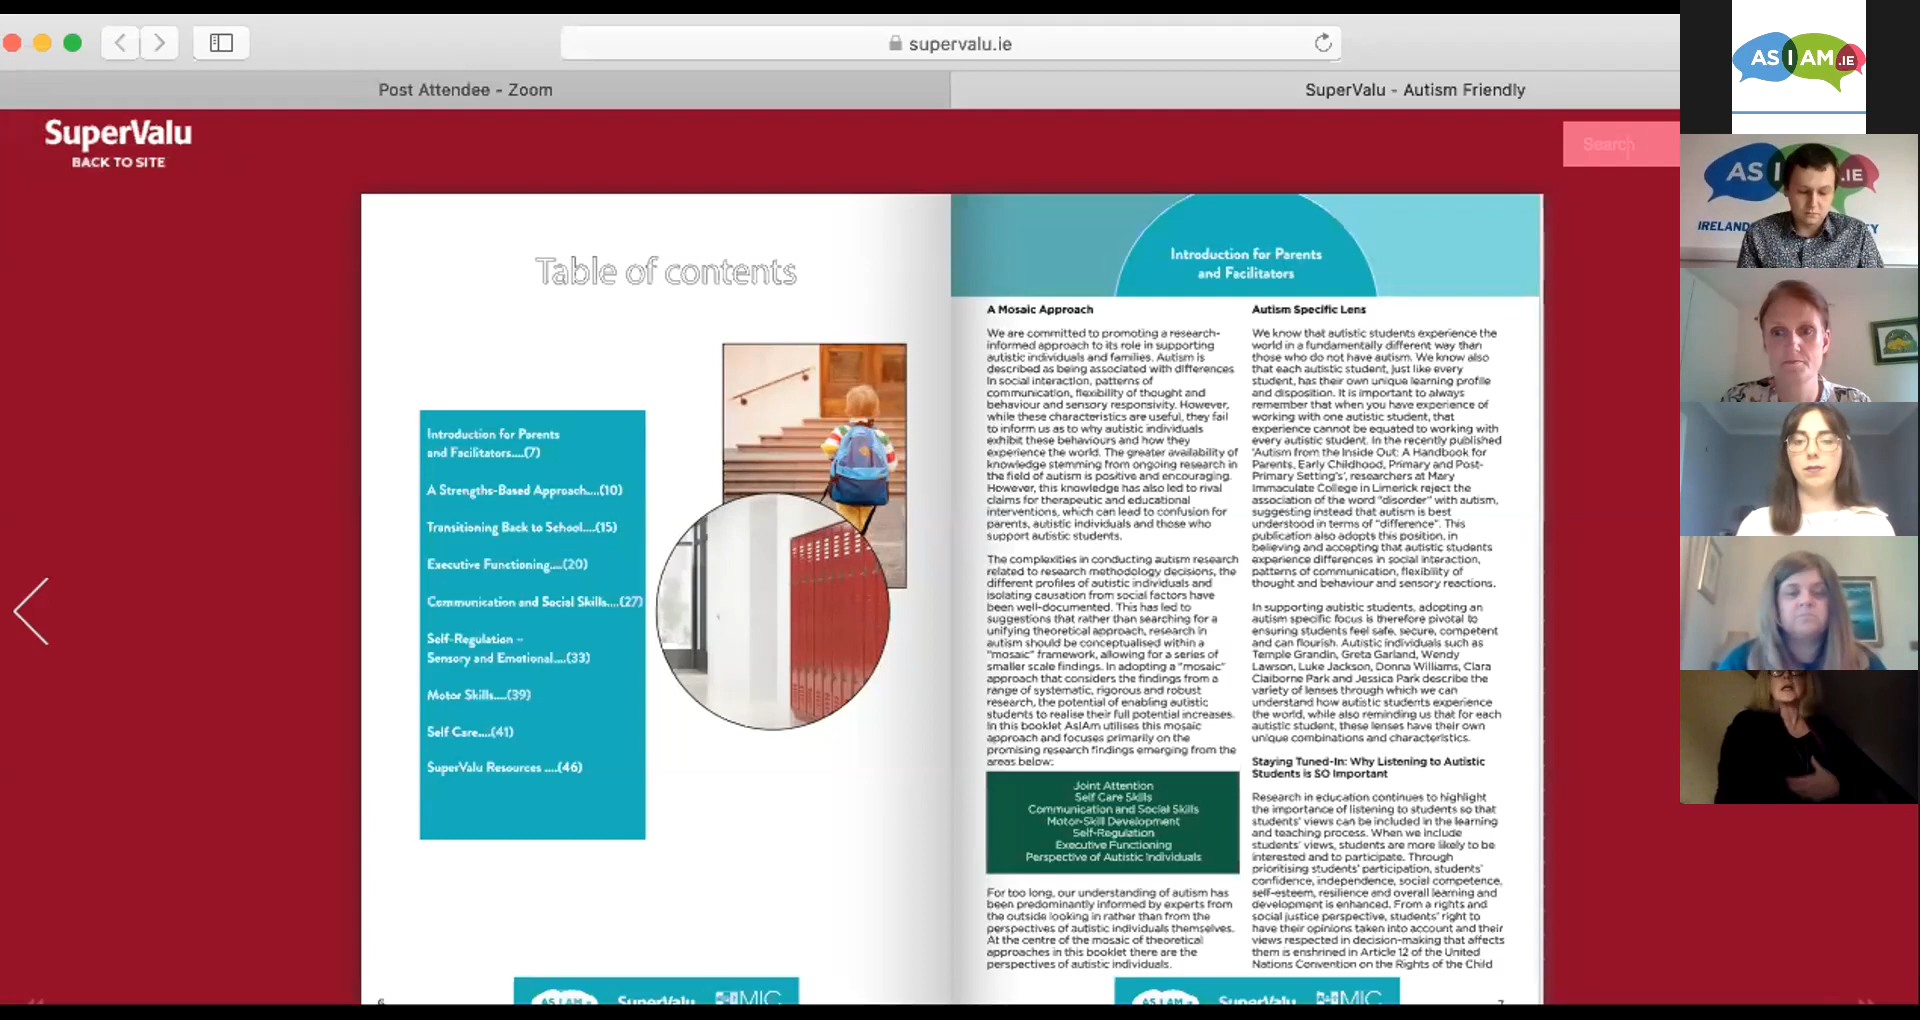 supervalu.ie
Post Attendee - Zoom
SuperValu - Autism Friendly
SuperValu
BACK TO SITE
Search
Table of contents
Introduction for Parents
and Facilitators....(7)
A Strengths-Based Approach....(10)
Transitioning Back to School....(15)
Executive Functioning....(20)
Communication and Social Skills....(27)
Self-Regulation –
Sensory and Emotional....(33)
Motor Skills....(39)
Self Care....(41)
SuperValu Resources ....(46)
AS I AM.IE
SuperValu
MIC
6
Introduction for Parents
and Facilitators
A Mosaic Approach
We are committed to promoting a research-
informed approach to its role in supporting
autistic individuals and families. Autism is
described as being associated with differences
in social interaction, patterns of
communication, flexibility of thought and
behaviour and sensory responsivity. However,
while these characteristics are useful, they fail
to inform us as to why autistic individuals
exhibit these behaviours and how they
experience the world. The greater availability of
knowledge stemming from ongoing research in
the field of autism is positive and encouraging.
However, this knowledge has also led to rival
claims for therapeutic and educational
interventions, which can lead to confusion for
parents, autistic individuals and those who
support autistic students.
The complexities in conducting autism research
related to research methodology decisions, the
different profiles of autistic individuals and
isolating causation from social factors have
been well-documented. This has led to
suggestions that rather than searching for a
unifying theoretical approach, research in
autism should be conceptualised within a
"mosaic" framework, allowing for a series of
smaller scale findings. In adopting a "mosaic"
approach that considers the findings from a
range of systematic, rigorous and robust
research, the potential of enabling autistic
students to realise their full potential increases.
In this booklet AsIAm utilises this mosaic
approach and focuses primarily on the
promising research findings emerging from the
areas below:
Joint Attention
Self Care Skills
Communication and Social Skills
Motor-Skill Development
Self-Regulation
Executive Functioning
Perspective of Autistic Individuals
For too long, our understanding of autism has
been predominantly informed by experts from
the outside looking in rather than from the
perspectives of autistic individuals themselves.
At the centre of the mosaic of theoretical
approaches in this booklet there are the
perspectives of autistic individuals.
Autism Specific Lens
We know that autistic students experience the
world in a fundamentally different way than
those who do not have autism. We know also
that each autistic student, just like every
student, has their own unique learning profile
and disposition. It is important to always
remember that when you have experience of
working with one autistic student, that
experience cannot be equated to working with
every autistic student. In the recently published
'Autism from the Inside Out: A Handbook for
Parents, Early Childhood, Primary and Post-
Primary Setting's', researchers at Mary
Immaculate College in Limerick reject the
association of the word "disorder" with autism,
suggesting instead that autism is best
understood in terms of "difference". This
publication also adopts this position, in
believing and accepting that autistic students
experience differences in social interaction,
patterns of communication, flexibility of
thought and behaviour and sensory reactions.
In supporting autistic students, adopting an
autism specific focus is therefore pivotal to
ensuring students feel safe, secure, competent
and can flourish. Autistic individuals such as
Temple Grandin, Greta Garland, Wendy
Lawson, Luke Jackson, Donna Williams, Clara
Claiborne Park and Jessica Park describe the
variety of lenses through which we can
understand how autistic students experience
the world, while also reminding us that for each
autistic student, these lenses have their own
unique combinations and characteristics.
Staying Tuned-In: Why Listening to Autistic
Students is SO Important
Research in education continues to highlight
the importance of listening to students so that
students' views can be included in the learning
and teaching process. When we include
students' views, students are more likely to be
interested and to participate. Through
prioritising students' participation, students'
confidence, independence, social competence,
self-esteem, resilience and overall learning and
development is enhanced. From a rights and
social justice perspective, students' right to
have their opinions taken into account and their
views respected in decision-making that affects
them is enshrined in Article 12 of the United
Nations Convention on the Rights of the Child
AS I AM.IE
SuperValu
MIC
7
AS I AM.IE
AS I
.IE
IRELAND